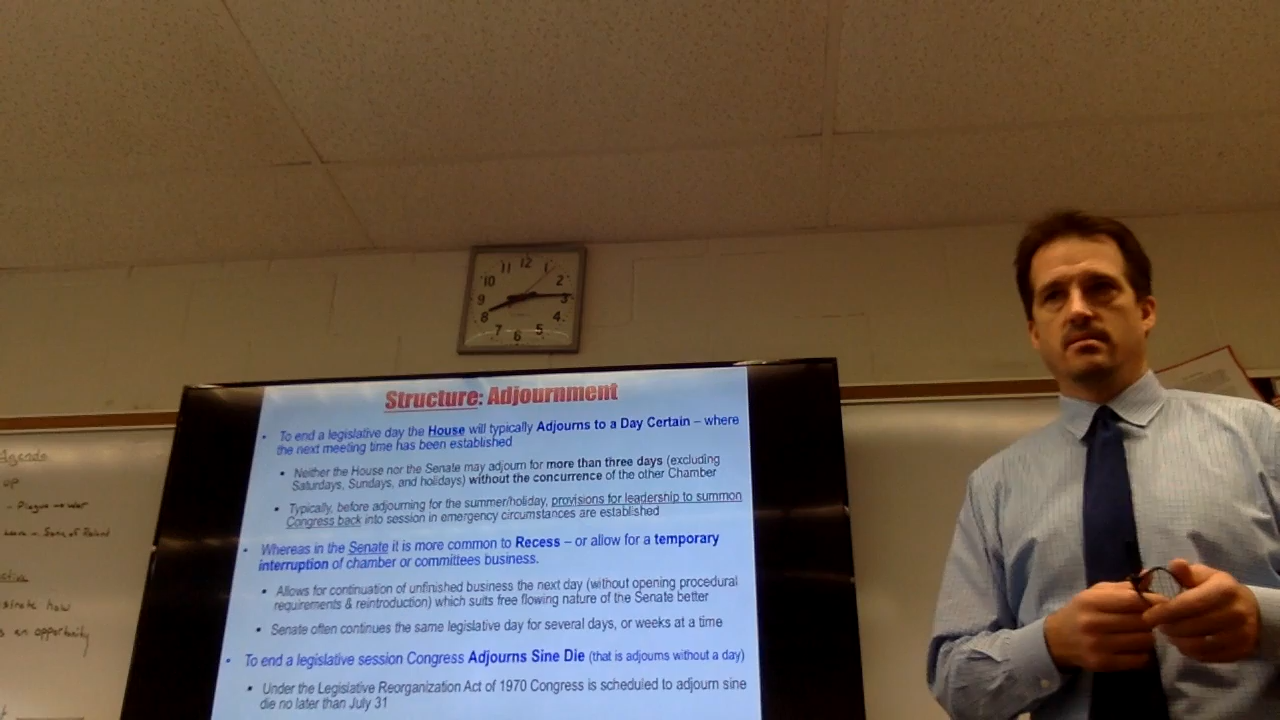 12
11 1
10 2
9 3
8 4
7 5
6
Structure: Adjournment
• To end a legislative day the House will typically Adjourns to a Day Certain – where
the next meeting time has been established
• Neither the House nor the Senate may adjourn for more than three days (excluding
Saturdays, Sundays, and holidays) without the concurrence of the other Chamber
• Typically, before adjourning for the summer/holiday, provisions for leadership to summon
Congress back into session in emergency circumstances are established
• Whereas in the Senate it is more common to Recess – or allow for a temporary
interruption of chamber or committees business.
• Allows for continuation of unfinished business the next day (without opening procedural
requirements & reintroduction) which suits free flowing nature of the Senate better
• Senate often continues the same legislative day for several days, or weeks at a time
• To end a legislative session Congress Adjourns Sine Die (that is adjourns without a day)
• Under the Legislative Reorganization Act of 1970 Congress is scheduled to adjourn sine
die no later than July 31
Agenda
UP
- Plague
Song of Roland
how
an opportunity